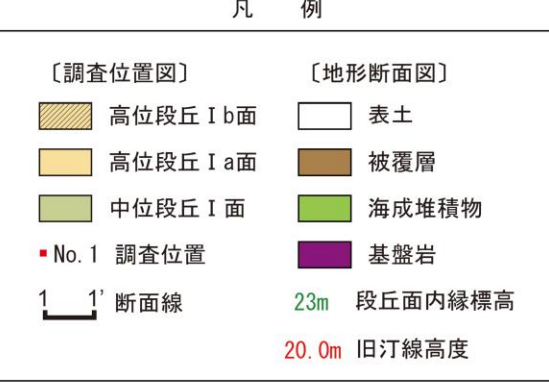 凡 例
〔調査位置図〕
高位段丘Ⅰb面
高位段丘Ⅰa面
中位段丘Ⅰ面
No.1 調査位置
1 1' 断面線
〔地形断面図〕
表土
被覆層
海成堆積物
基盤岩
23m 段丘面内縁標高
20.0m 旧汀線高度